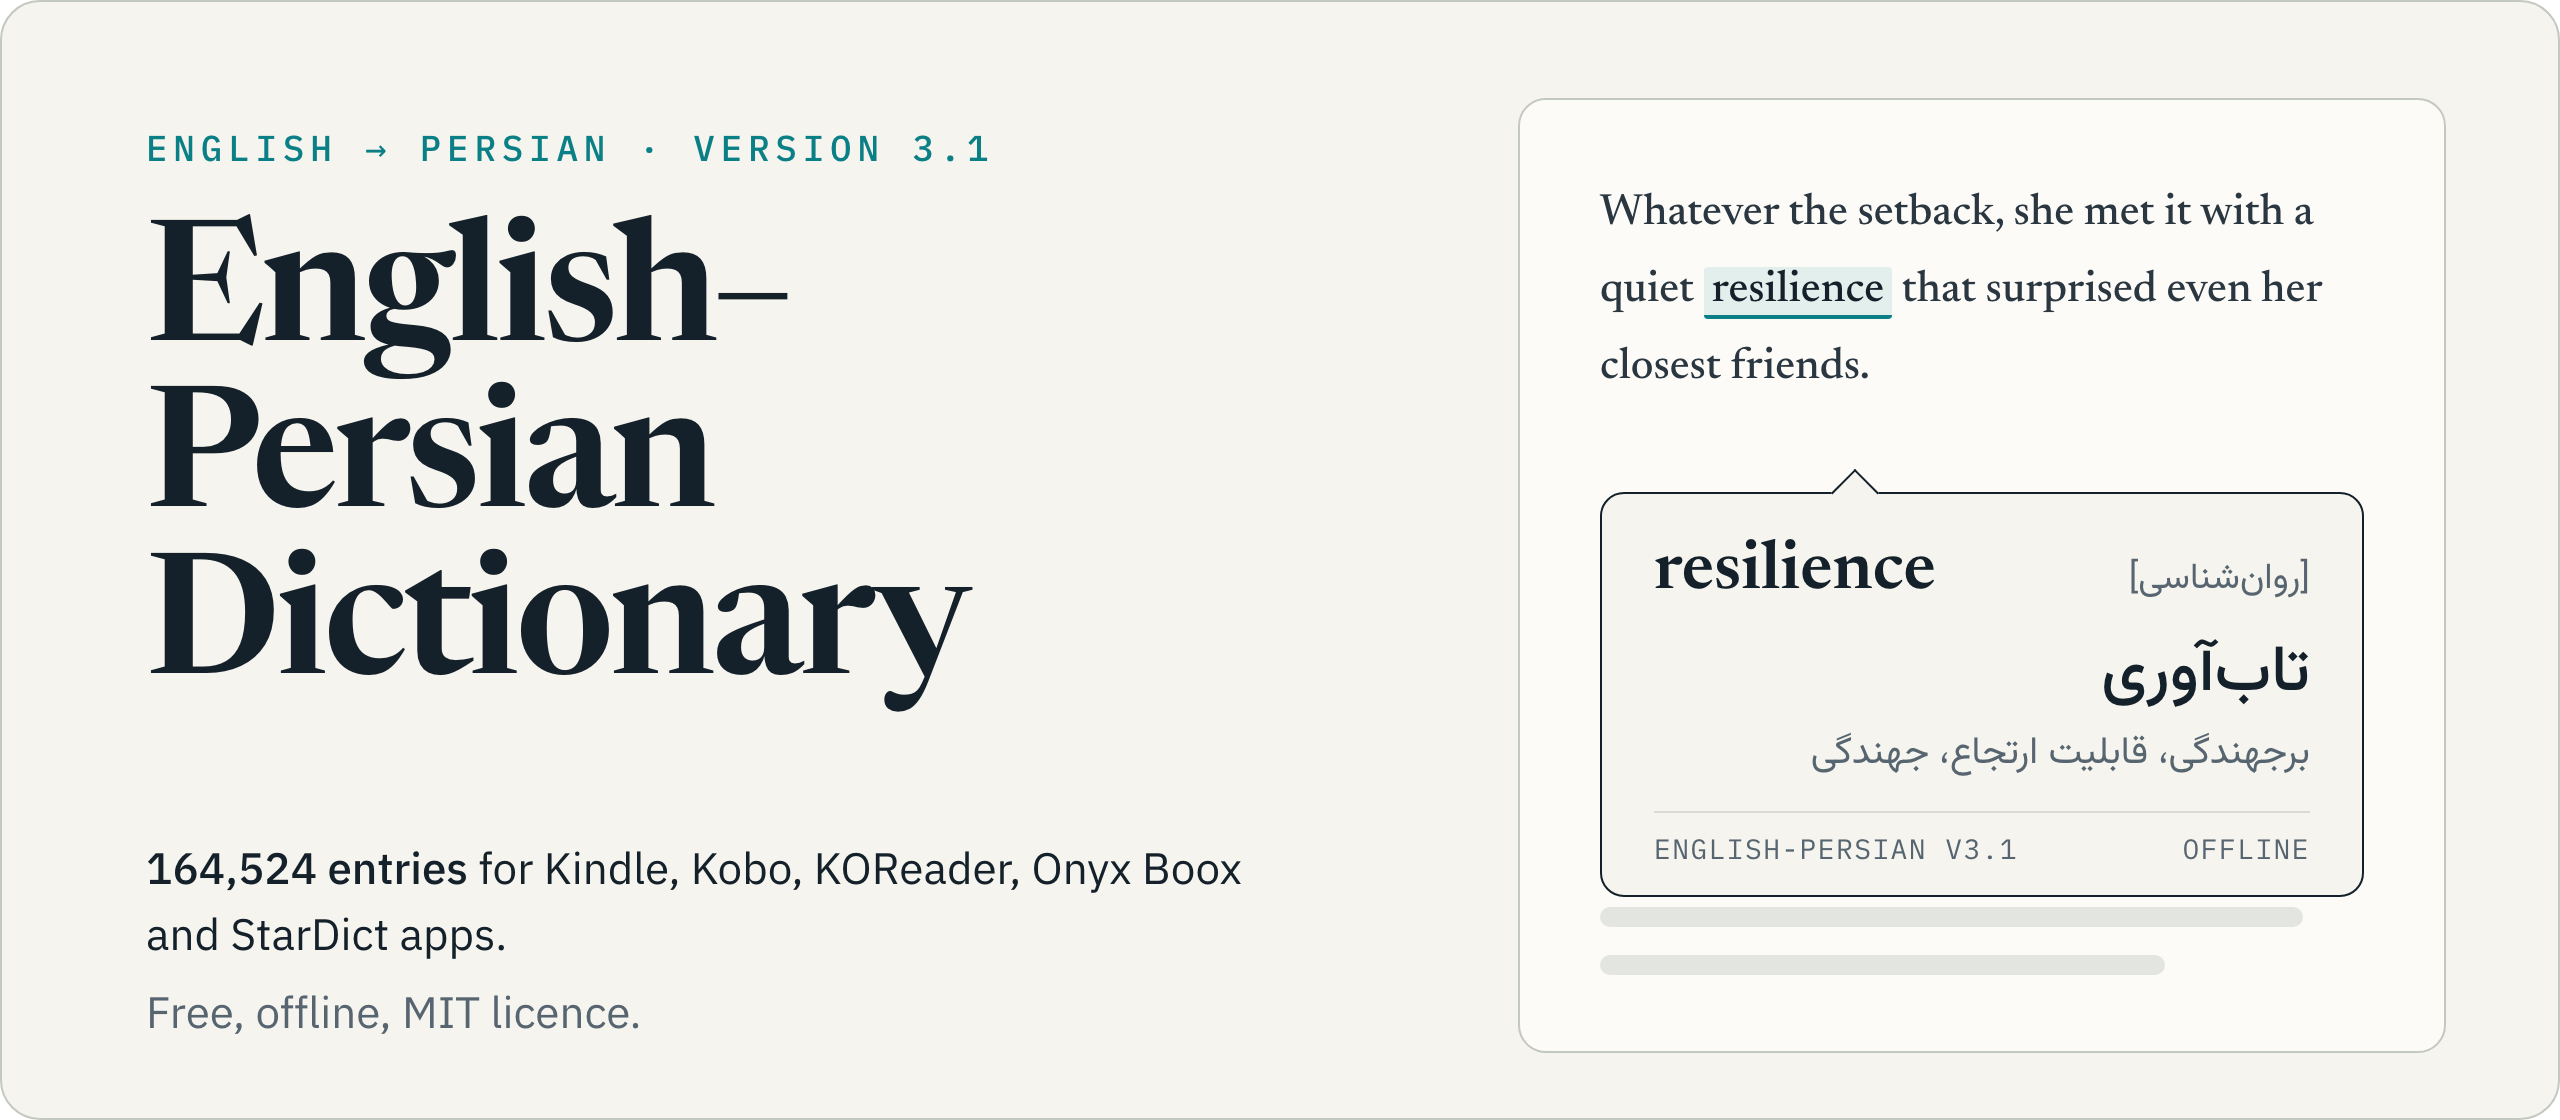 ENGLISH → PERSIAN · VERSION 3.1
English–
Persian
Dictionary
164,524 entries for Kindle, Kobo, KOReader, Onyx Boox
and StarDict apps.
Free, offline, MIT licence.
Whatever the setback, she met it with a
quiet resilience that surprised even her
closest friends.
resilience
[روان‌شناسی]
تاب‌آوری
برجهندگی، قابلیت ارتجاع، جهندگی
ENGLISH-PERSIAN V3.1
OFFLINE